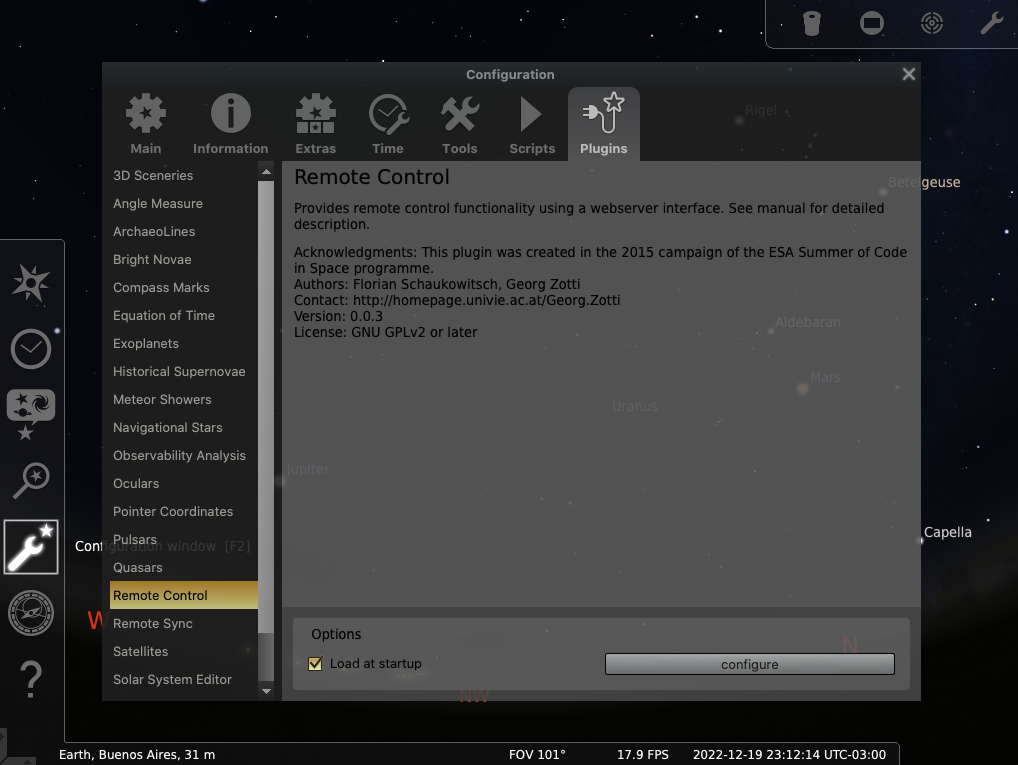 Configuration
Main
Information
Extras
Time
Tools
Scripts
Plugins
Rigel
Betelgeuse
3D Sceneries
Angle Measure
ArchaeoLines
Bright Novae
Compass Marks
Equation of Time
Exoplanets
Historical Supernovae
Meteor Showers
Navigational Stars
Observability Analysis
Oculars
Pointer Coordinates
Pulsars
Quasars
Remote Control
Remote Sync
Satellites
Solar System Editor
Remote Control
Provides remote control functionality using a webserver interface. See manual for detailed
description.
Acknowledgments: This plugin was created in the 2015 campaign of the ESA Summer of Code
in Space programme.
Authors: Florian Schaukowitsch, Georg Zotti
Contact: http://homepage.univie.ac.at/Georg.Zotti
Version: 0.0.3
License: GNU GPLv2 or later
Aldebaran
Mars
Uranus
Jupiter
Capella
Configuration window [F2]
W
N
NW
Options
Load at startup
configure
Earth, Buenos Aires, 31 m
FOV 101°
17.9 FPS
2022-12-19 23:12:14 UTC-03:00